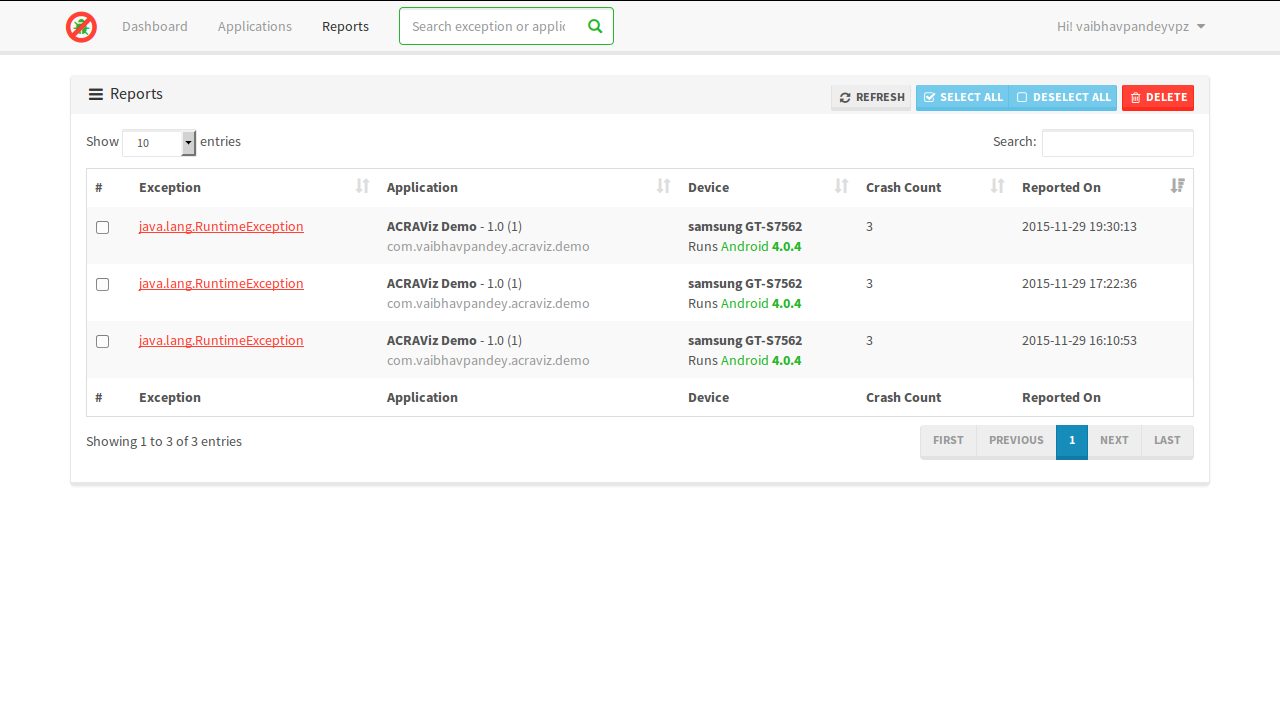 Dashboard Applications Reports Search exception or applic Hi! vaibhavpandeyvpz
Reports REFRESH SELECT ALL DESELECT ALL DELETE
Show 10 entries Search:
# Exception Application Device Crash Count Reported On
java.lang.RuntimeException ACRAViz Demo - 1.0 (1) samsung GT-S7562 3 2015-11-29 19:30:13
com.vaibhavpandey.acraviz.demo Runs Android 4.0.4
java.lang.RuntimeException ACRAViz Demo - 1.0 (1) samsung GT-S7562 3 2015-11-29 17:22:36
com.vaibhavpandey.acraviz.demo Runs Android 4.0.4
java.lang.RuntimeException ACRAViz Demo - 1.0 (1) samsung GT-S7562 3 2015-11-29 16:10:53
com.vaibhavpandey.acraviz.demo Runs Android 4.0.4
# Exception Application Device Crash Count Reported On
Showing 1 to 3 of 3 entries FIRST PREVIOUS 1 NEXT LAST